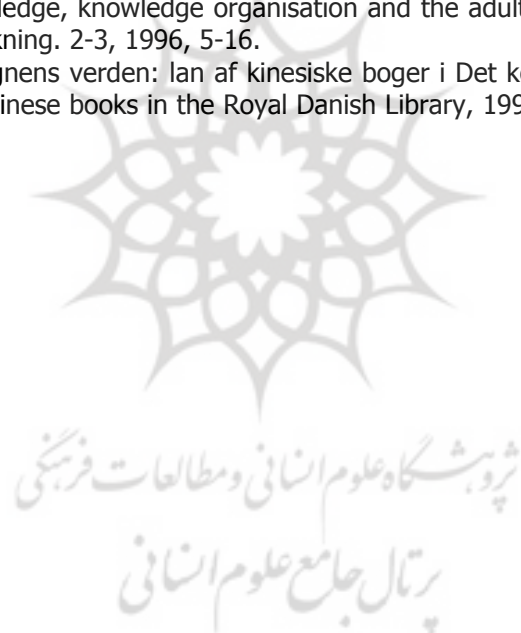 ledge, knowledge organisation and the adult
kning. 2-3, 1996, 5-16.
gnens verden: lan af kinesiske boger i Det k
inese books in the Royal Danish Library, 199
پژوهشگاه علوم انسانی و مطالعات فرهنگی
پرتال جامع علوم انسانی